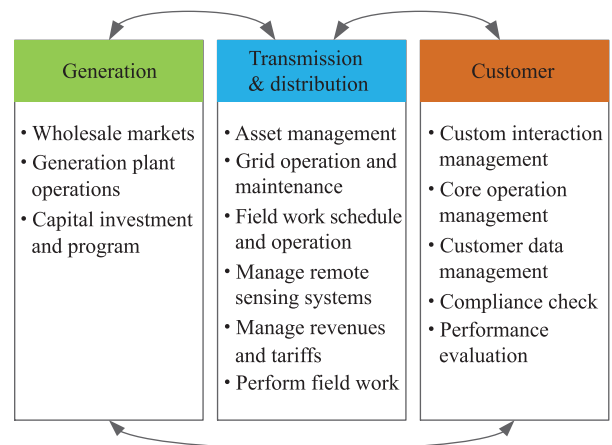 Generation
• Wholesale markets
• Generation plant
operations
• Capital investment
and program
Transmission
& distribution
• Asset management
• Grid operation and
maintenance
• Field work schedule
and operation
• Manage remote
sensing systems
• Manage revenues
and tariffs
• Perform field work
Customer
• Custom interaction
management
• Core operation
management
• Customer data
management
• Compliance check
• Performance
evaluation